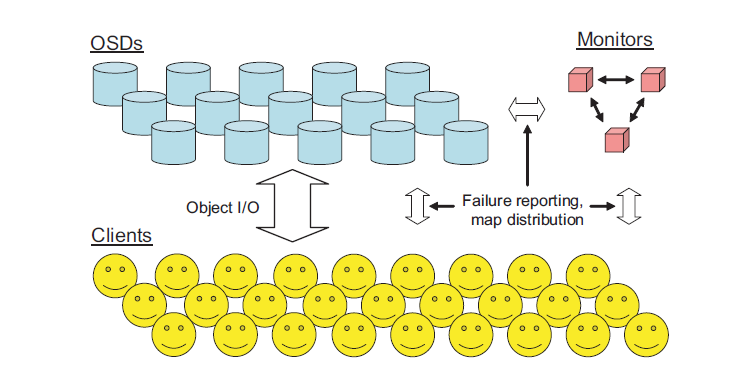 OSDs
Monitors
Object I/O
Failure reporting,
map distribution
Clients